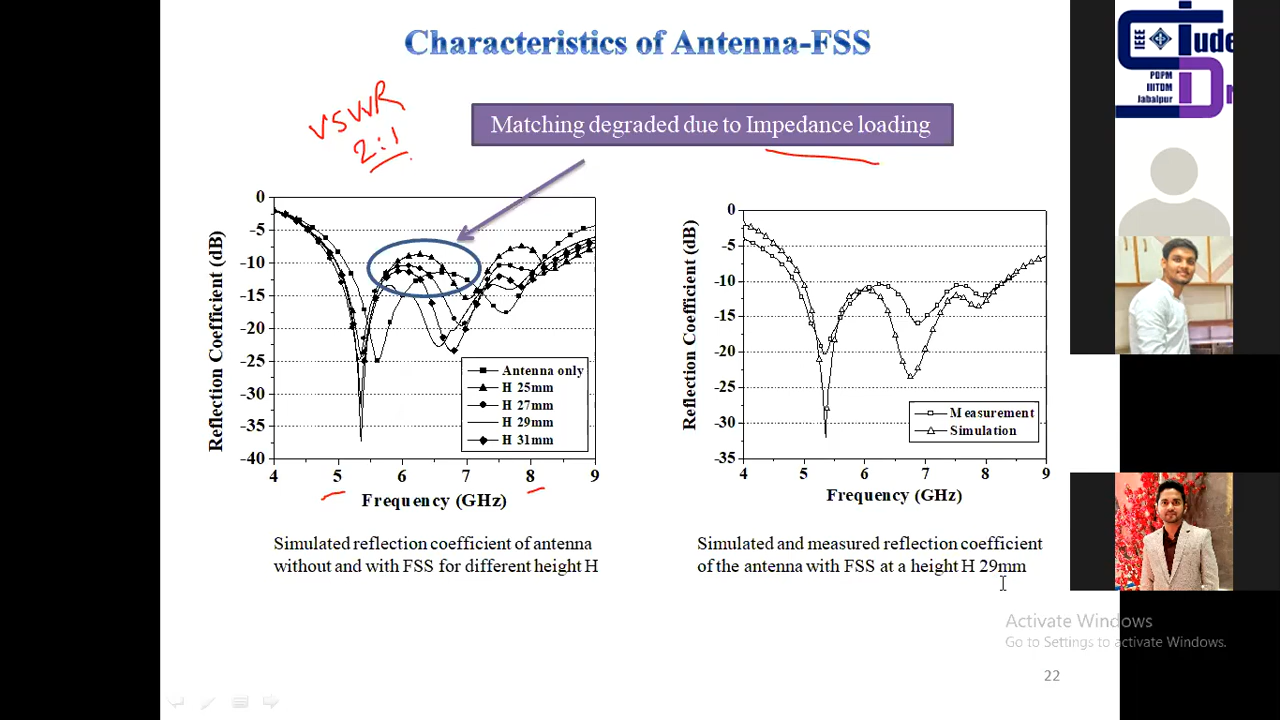 Characteristics of Antenna-FSS
VSWR
2:1
Matching degraded due to Impedance loading
0
-5
-10
-15
-20
-25
-30
-35
-40
Reflection Coefficient (dB)
4 5 6 7 8 9
Frequency (GHz)
Antenna only
H 25mm
H 27mm
H 29mm
H 31mm
Simulated reflection coefficient of antenna
without and with FSS for different height H
0
-5
-10
-15
-20
-25
-30
-35
Reflection Coefficient (dB)
4 5 6 7 8 9
Frequency (GHz)
Measurement
Simulation
Simulated and measured reflection coefficient
of the antenna with FSS at a height H 29mm
IEEE
tude
PDPM
IIITDM
Jabalpur
Activate Windows
Go to Settings to activate Windows.
22